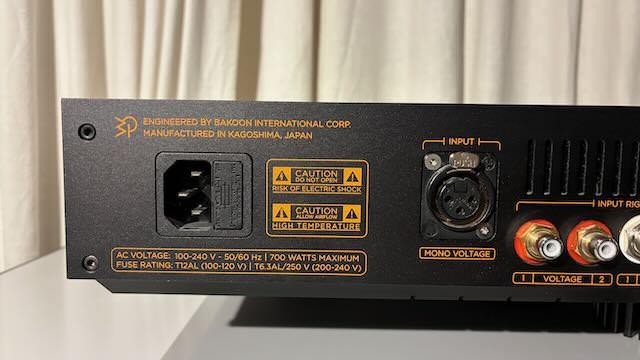 ENGINEERED BY BAKOON INTERNATIONAL CORP.
MANUFACTURED IN KAGOSHIMA, JAPAN
CAUTION
DO NOT OPEN
RISK OF ELECTRIC SHOCK
CAUTION
ALLOW AIRFLOW
HIGH TEMPERATURE
AC VOLTAGE: 100-240 V - 50/60 Hz | 700 WATTS MAXIMUM
FUSE RATING: T12AL (100-120 V) | T6.3AL/250 V (200-240 V)
INPUT
PUSH
MONO VOLTAGE
INPUT RIG
1 VOLTAGE 2
1